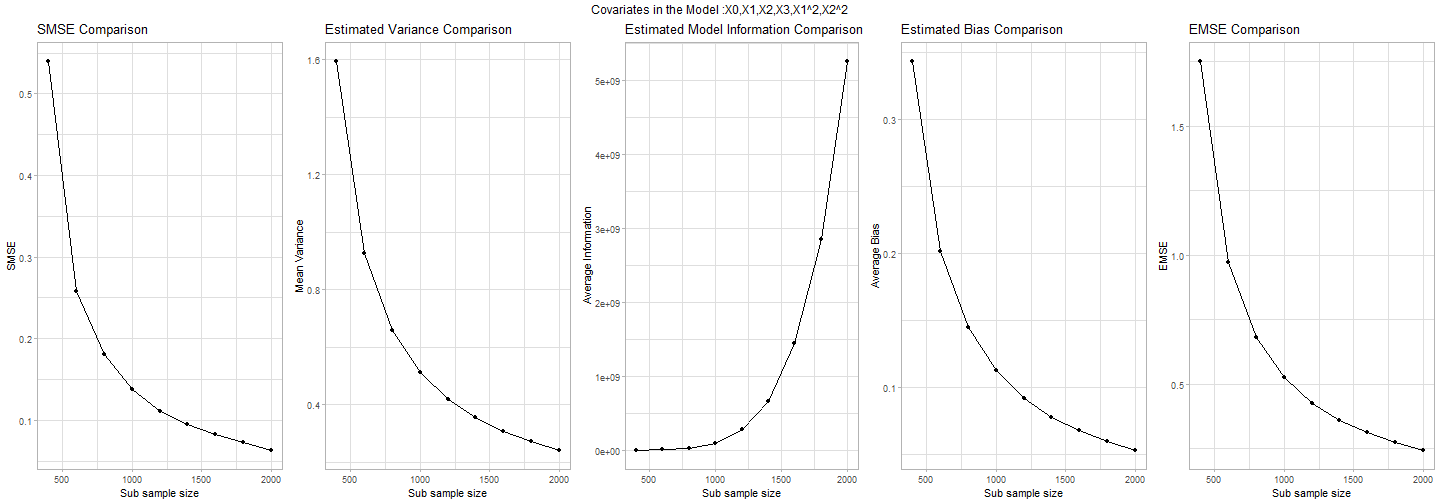 Covariates in the Model :X0,X1,X2,X3,X1^2,X2^2
SMSE Comparison
SMSE
0.5
0.4
0.3
0.2
0.1
500
1000
1500
2000
Sub sample size
Estimated Variance Comparison
Mean Variance
1.6
1.2
0.8
0.4
500
1000
1500
2000
Sub sample size
Estimated Model Information Comparison
Average Information
5e+09
4e+09
3e+09
2e+09
1e+09
0e+00
500
1000
1500
2000
Sub sample size
Estimated Bias Comparison
Average Bias
0.3
0.2
0.1
500
1000
1500
2000
Sub sample size
EMSE Comparison
EMSE
1.5
1.0
0.5
500
1000
1500
2000
Sub sample size